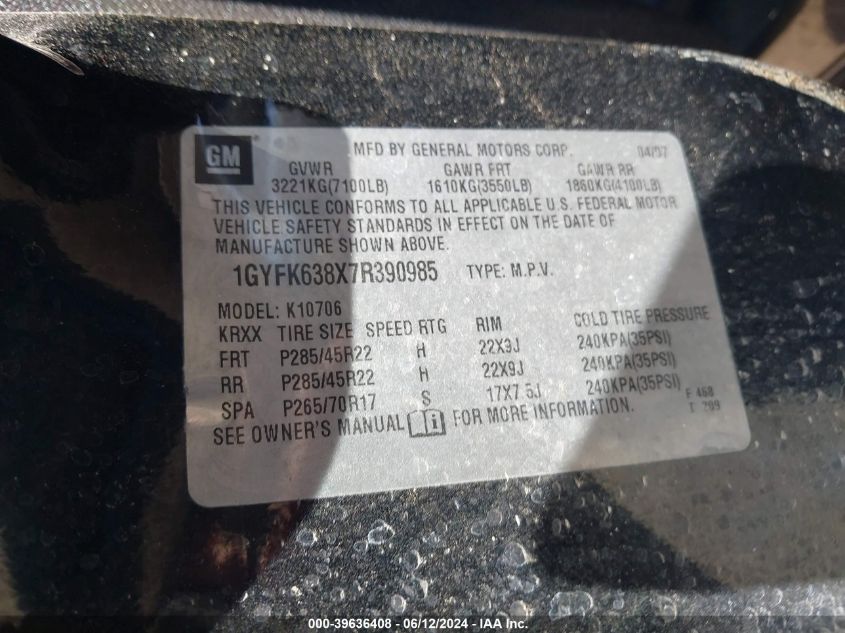 GM
MFD BY GENERAL MOTORS CORP. 04/07
GVWR GAWR FRT GAWR RR
3221KG(7100LB) 1610KG(3550LB) 1860KG(4100LB)
THIS VEHICLE CONFORMS TO ALL APPLICABLE U.S. FEDERAL MOTOR
VEHICLE SAFETY STANDARDS IN EFFECT ON THE DATE OF
MANUFACTURE SHOWN ABOVE.
1GYFK638X7R390985 TYPE: M.P.V.
MODEL: K10706
KRXX TIRE SIZE SPEED RTG RIM COLD TIRE PRESSURE
FRT P285/45R22 H 22X9J 240KPA(35PSI)
RR P285/45R22 H 22X9J 240KPA(35PSI)
SPA P265/70R17 S 17X7.5J 240KPA(35PSI)
SEE OWNER'S MANUAL FOR MORE INFORMATION.
000-39636408 - 06/12/2024 - IAA Inc.